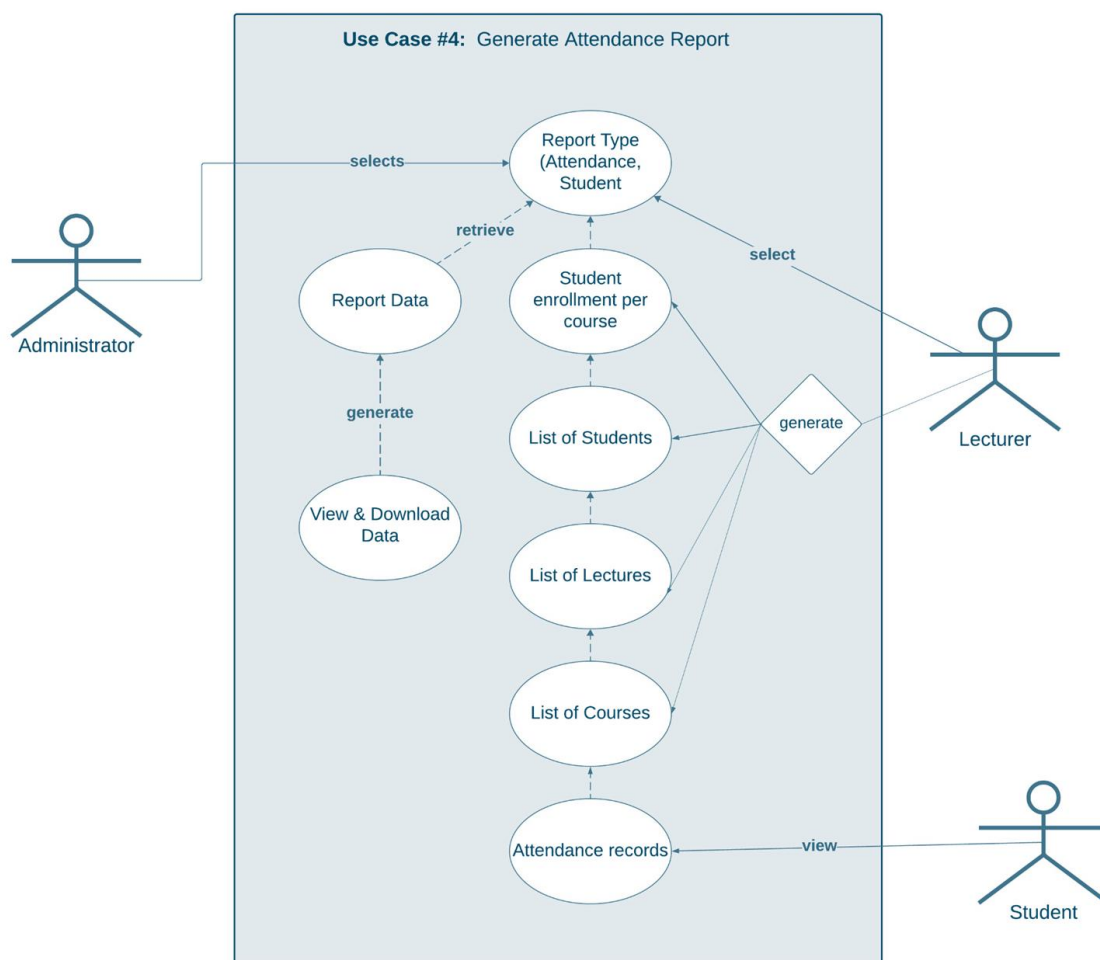 Use Case #4: Generate Attendance Report
Report Type
(Attendance,
Student
selects
retrieve
select
Report Data
Student
enrollment per
course
Administrator
generate
List of Students
generate
Lecturer
View & Download
Data
List of Lectures
List of Courses
Attendance records
view
Student